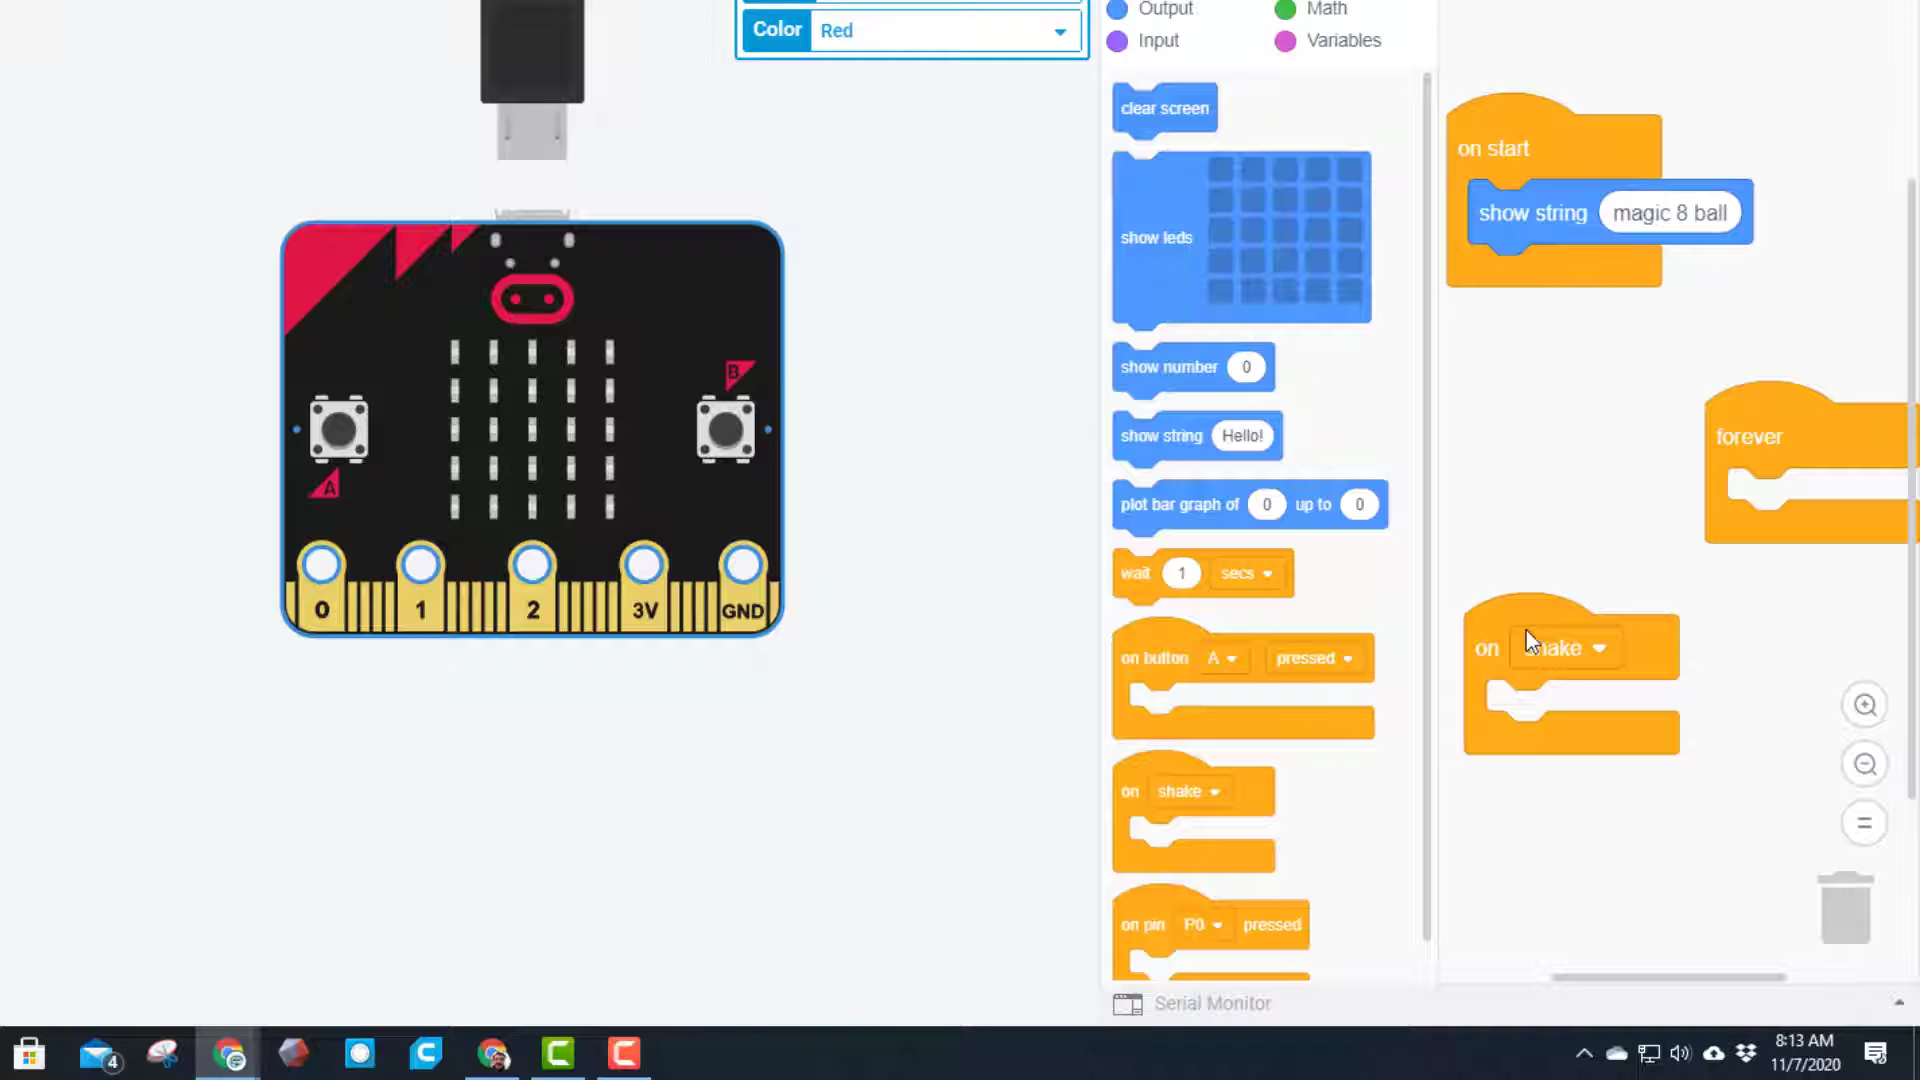 Color Red
Output Math
Input Variables
clear screen
show leds
show number 0
show string Hello!
plot bar graph of 0 up to 0
wait 1 secs
on button A pressed
on shake
on pin P0 pressed
Serial Monitor
on start
show string magic 8 ball
forever
on shake
B
A
0 1 2 3V GND
4
8:13 AM
11/7/2020